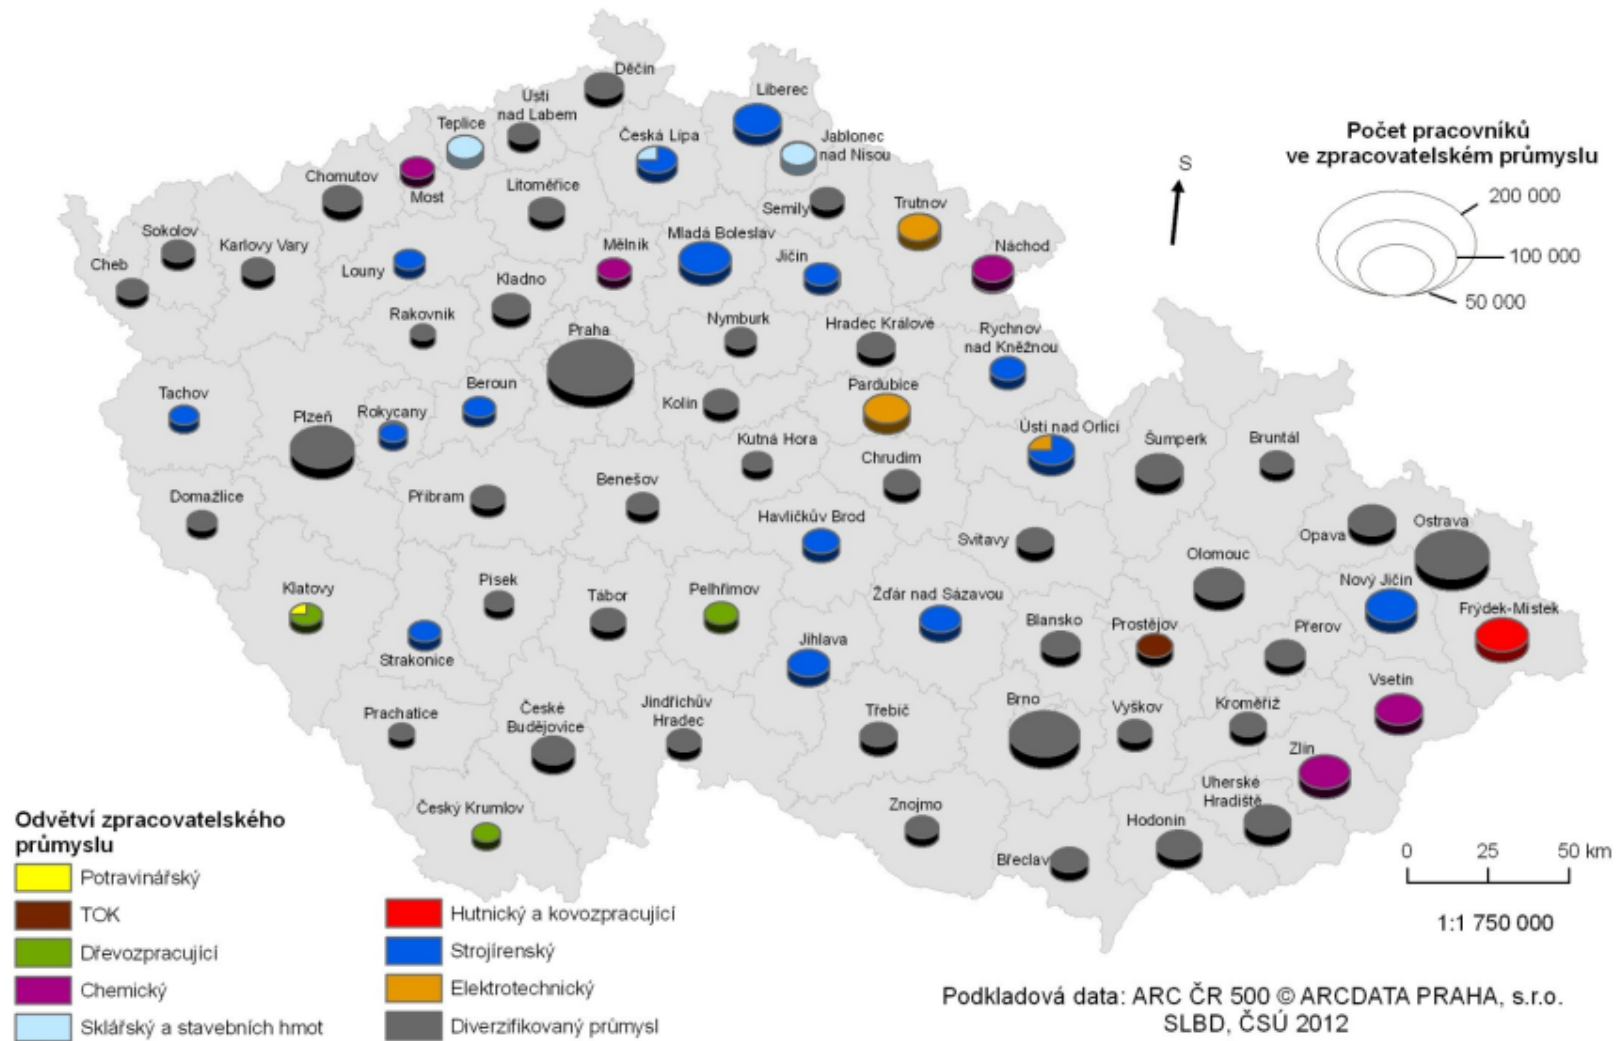 Děčín
Ústí
nad Labem
Teplice
Liberec
Česká Lípa
Jablonec
nad Nisou
Most
Chomutov
Litoměřice
Semily
Trutnov
Sokolov
Karlovy Vary
Cheb
Louny
Mělník
Mladá Boleslav
Jičín
Náchod
Kladno
Rakovník
Praha
Nymburk
Hradec Králové
Rychnov
nad Kněžnou
Tachov
Plzeň
Rokycany
Beroun
Kolín
Pardubice
Ústí nad Orlicí
Šumperk
Bruntál
Kutná Hora
Chrudim
Domažlice
Příbram
Benešov
Havlíčkův Brod
Svitavy
Opava
Ostrava
Olomouc
Nový Jičín
Frýdek-Místek
Klatovy
Písek
Tábor
Pelhřimov
Žďár nad Sázavou
Blansko
Prostějov
Přerov
Strakonice
Jihlava
Vsetín
Prachatice
České
Budějovice
Jindřichův
Hradec
Třebíč
Brno
Vyškov
Kroměříž
Zlín
Uherské
Hradiště
Český Krumlov
Znojmo
Břeclav
Hodonín
S
Počet pracovníků
ve zpracovatelském průmyslu
200 000
100 000
50 000
Odvětví zpracovatelského
průmyslu
Potravinářský
TOK
Dřevozpracující
Chemický
Sklářský a stavebních hmot
Hutnický a kovozpracující
Strojírenský
Elektrotechnický
Diverzifikovaný průmysl
0 25 50 km
1:1 750 000
Podkladová data: ARC ČR 500 © ARCDATA PRAHA, s.r.o.
SLBD, ČSÚ 2012